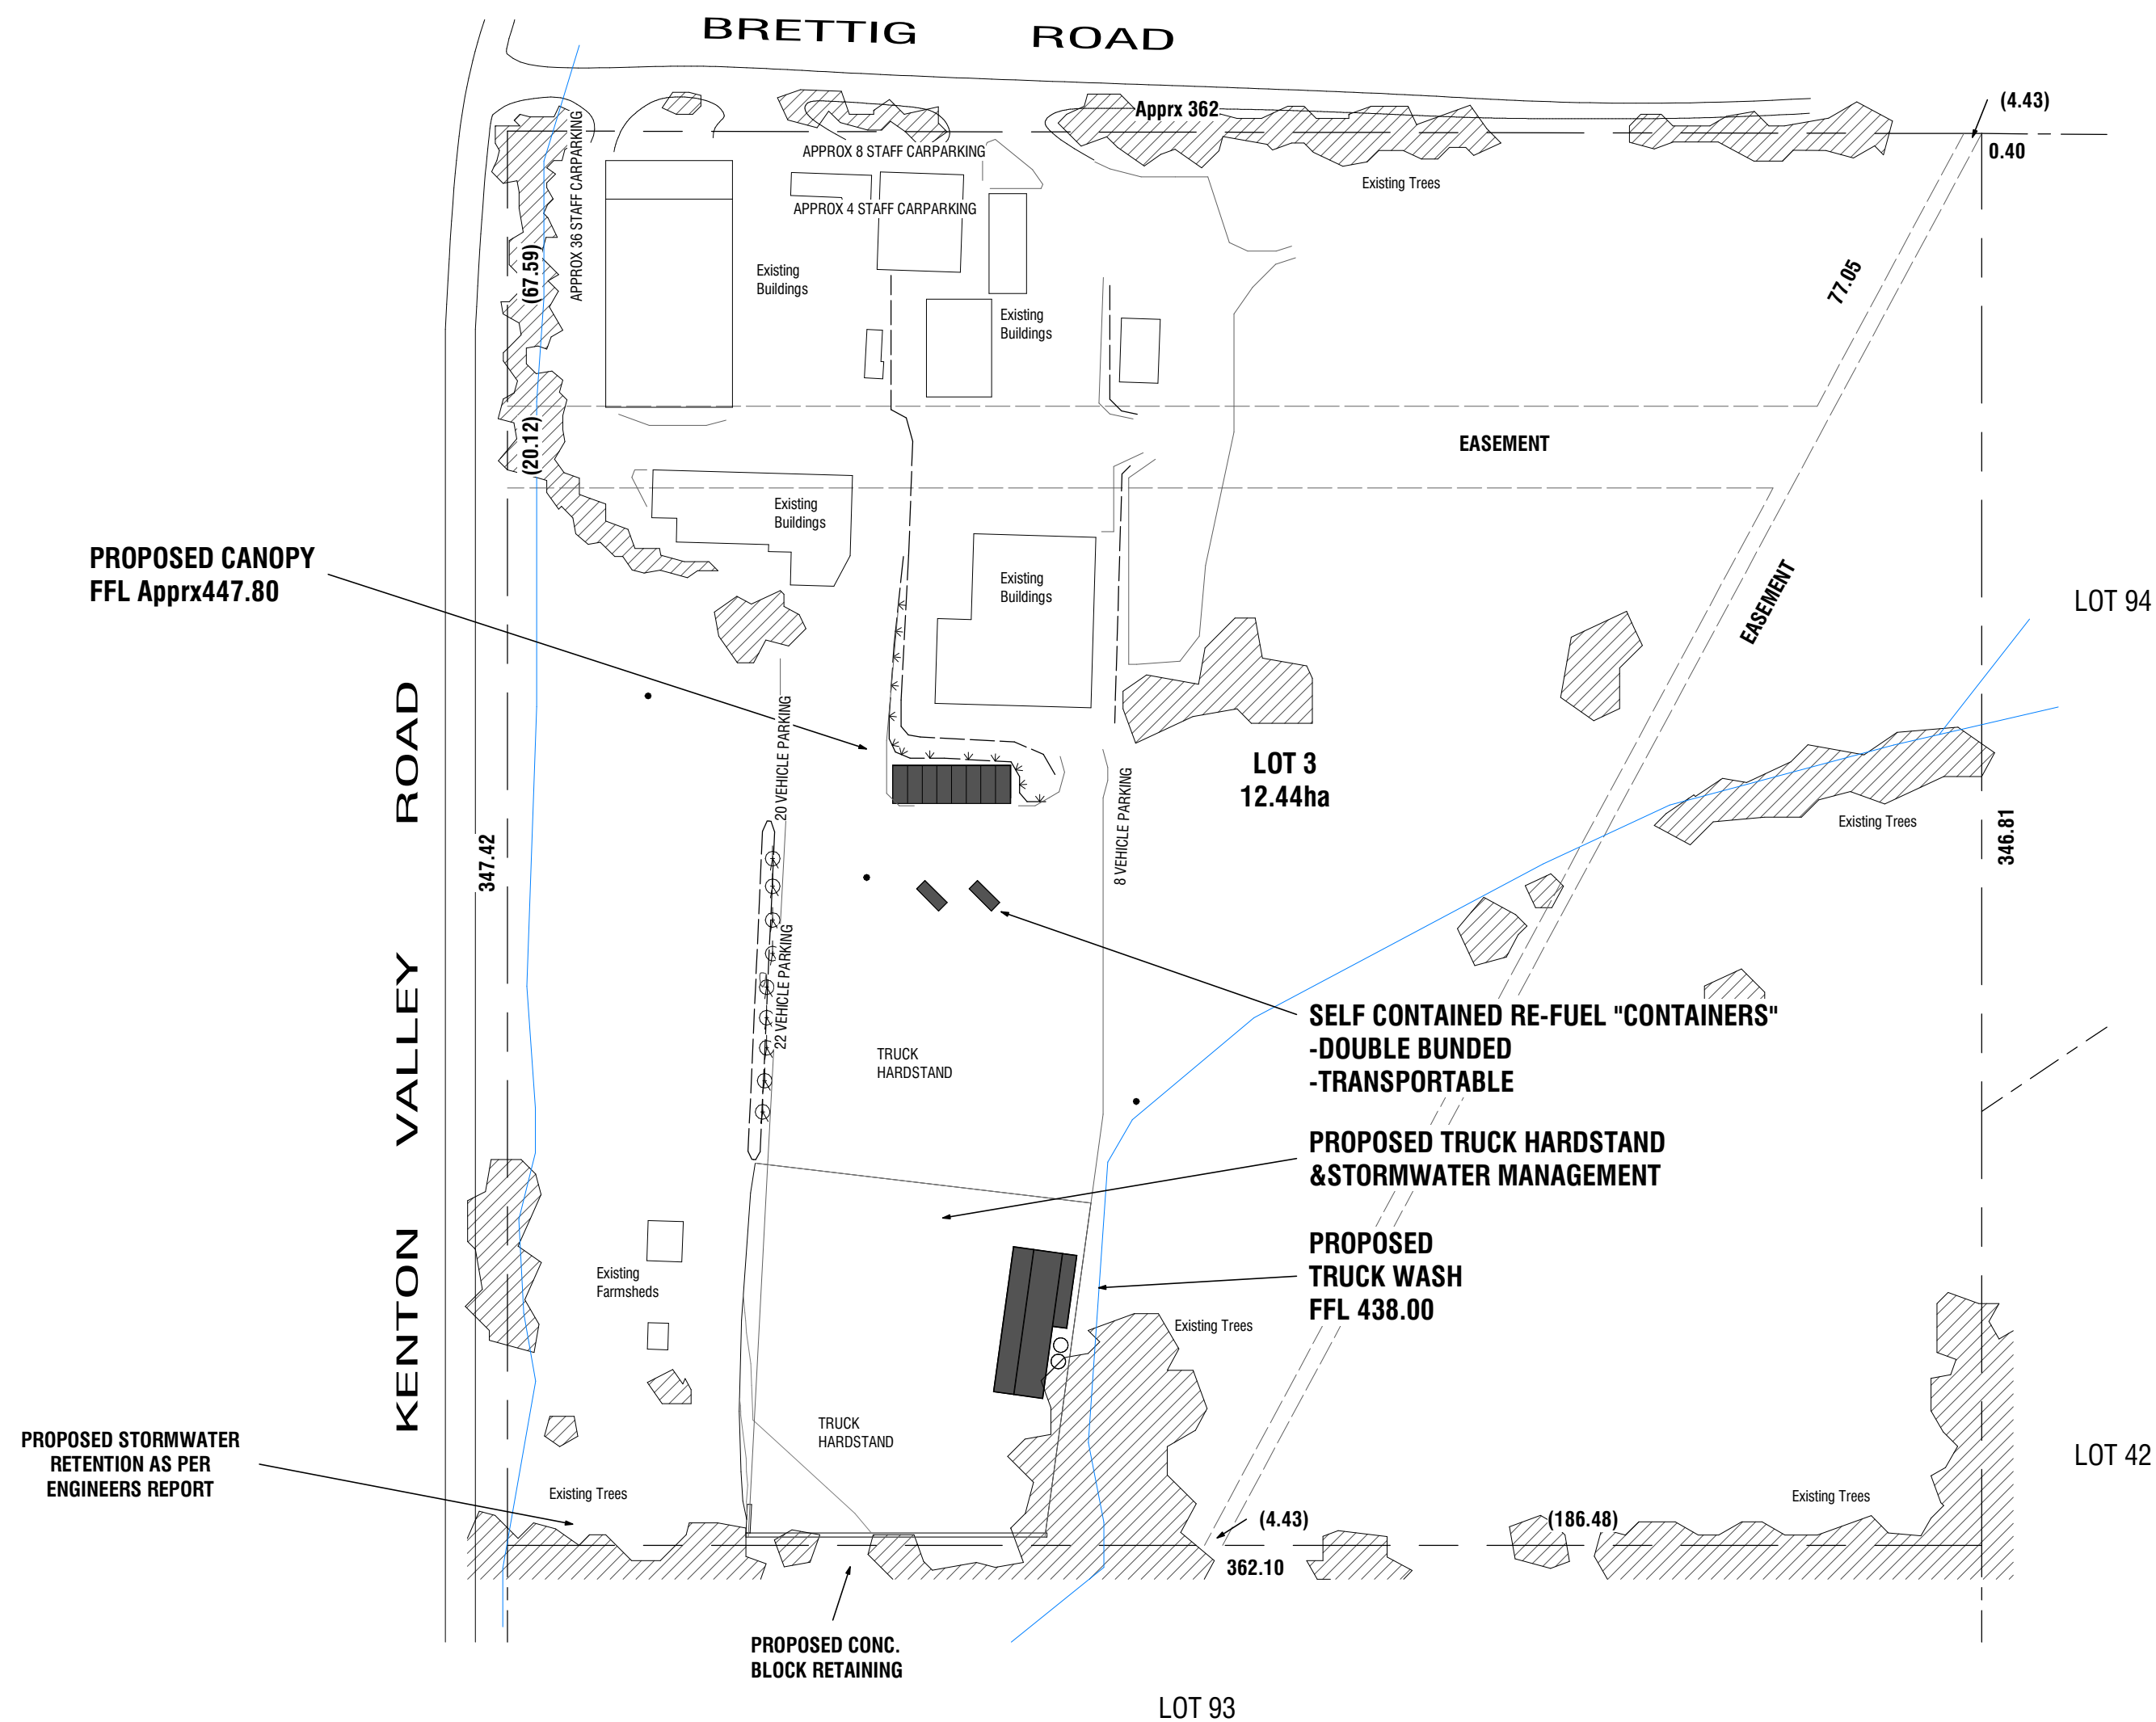 BRETTIG ROAD
Apprx 362
(4.43)
0.40
APPROX 8 STAFF CARPARKING
APPROX 36 STAFF CARPARKING
Existing Trees
APPROX 4 STAFF CARPARKING
(67.59)
Existing
Buildings
77.05
Existing
Buildings
(20.12)
EASEMENT
Existing
Buildings
PROPOSED CANOPY
FFL Apprx447.80
Existing
Buildings
EASEMENT
LOT 94
20 VEHICLE PARKING
LOT 3
12.44ha
8 VEHICLE PARKING
Existing Trees
347.42
346.81
22 VEHICLE PARKING
SELF CONTAINED RE-FUEL "CONTAINERS"
-DOUBLE BUNDED
-TRANSPORTABLE
TRUCK
HARDSTAND
KENTON VALLEY ROAD
PROPOSED TRUCK HARDSTAND
&STORMWATER MANAGEMENT
PROPOSED
TRUCK WASH
FFL 438.00
Existing
Farmsheds
Existing Trees
TRUCK
HARDSTAND
PROPOSED STORMWATER
RETENTION AS PER
ENGINEERS REPORT
LOT 42
Existing Trees
Existing Trees
(4.43)
(186.48)
362.10
PROPOSED CONC.
BLOCK RETAINING
LOT 93